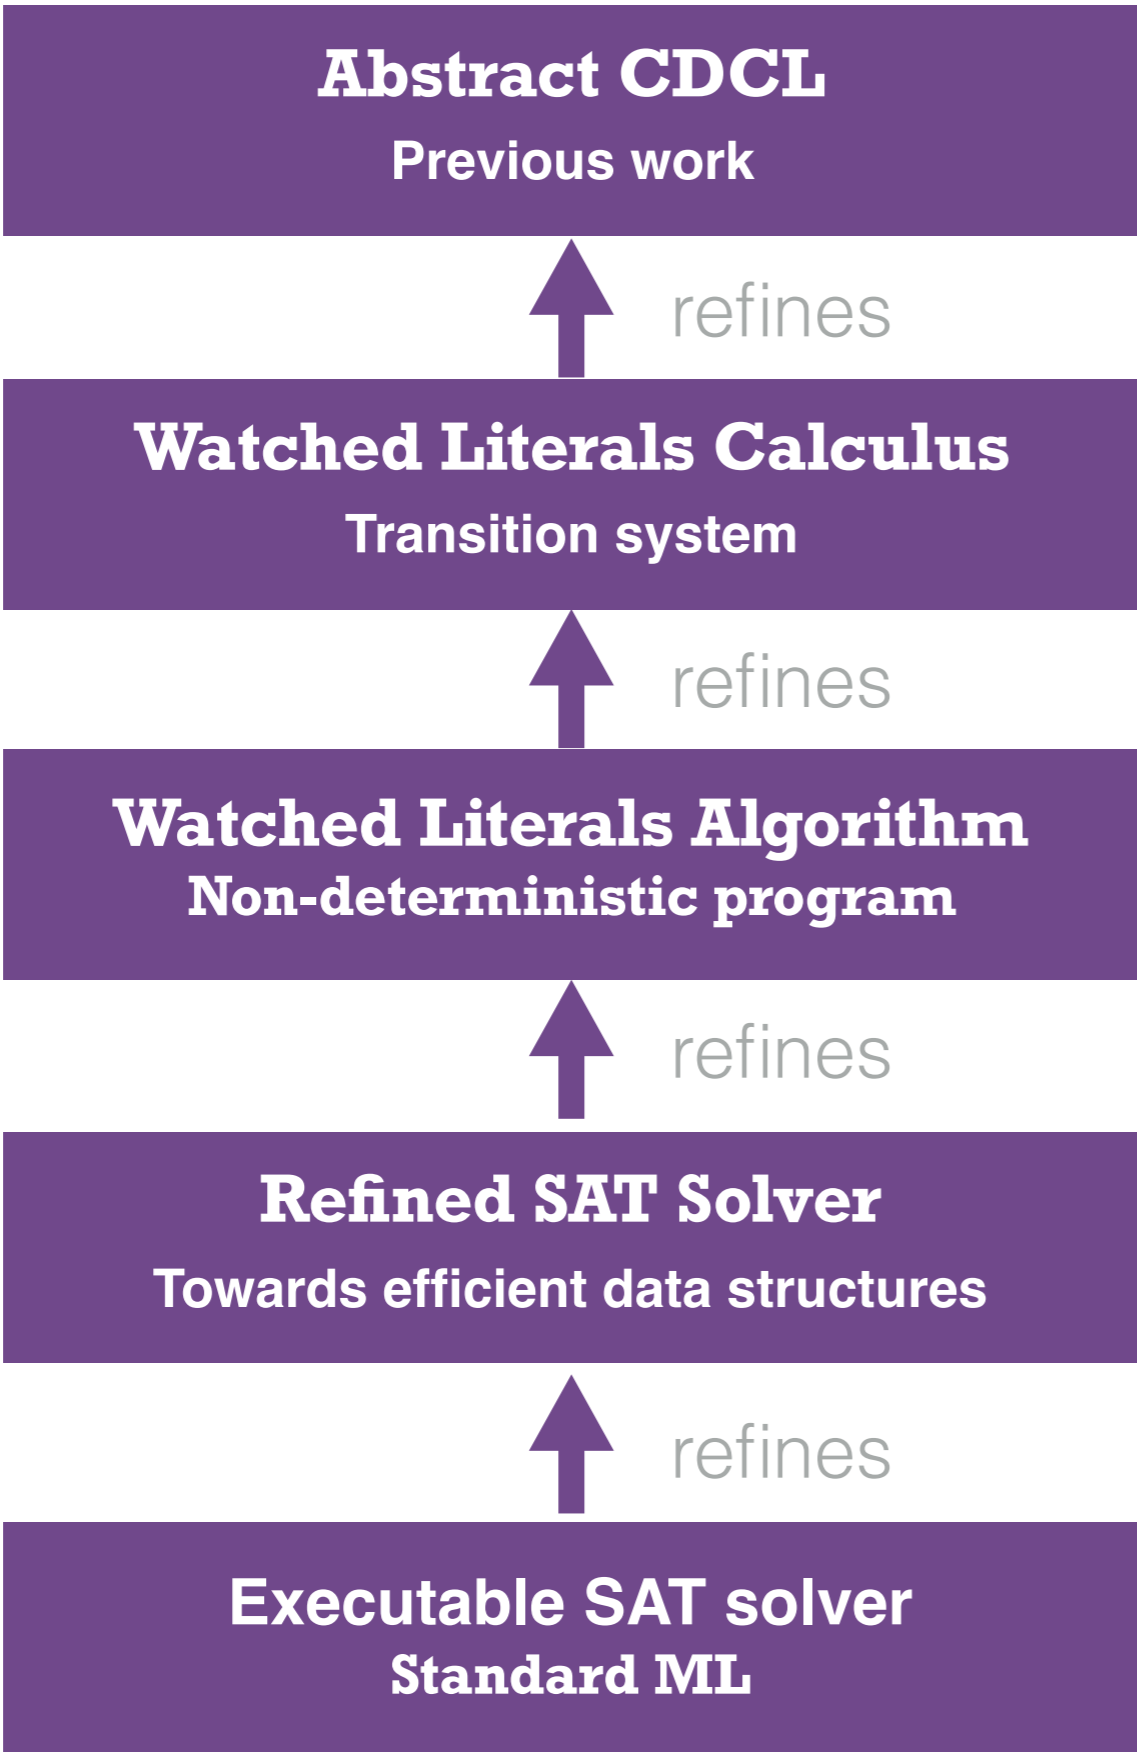 Abstract CDCL
Previous work
refines
Watched Literals Calculus
Transition system
refines
Watched Literals Algorithm
Non-deterministic program
refines
Refined SAT Solver
Towards efficient data structures
refines
Executable SAT solver
Standard ML